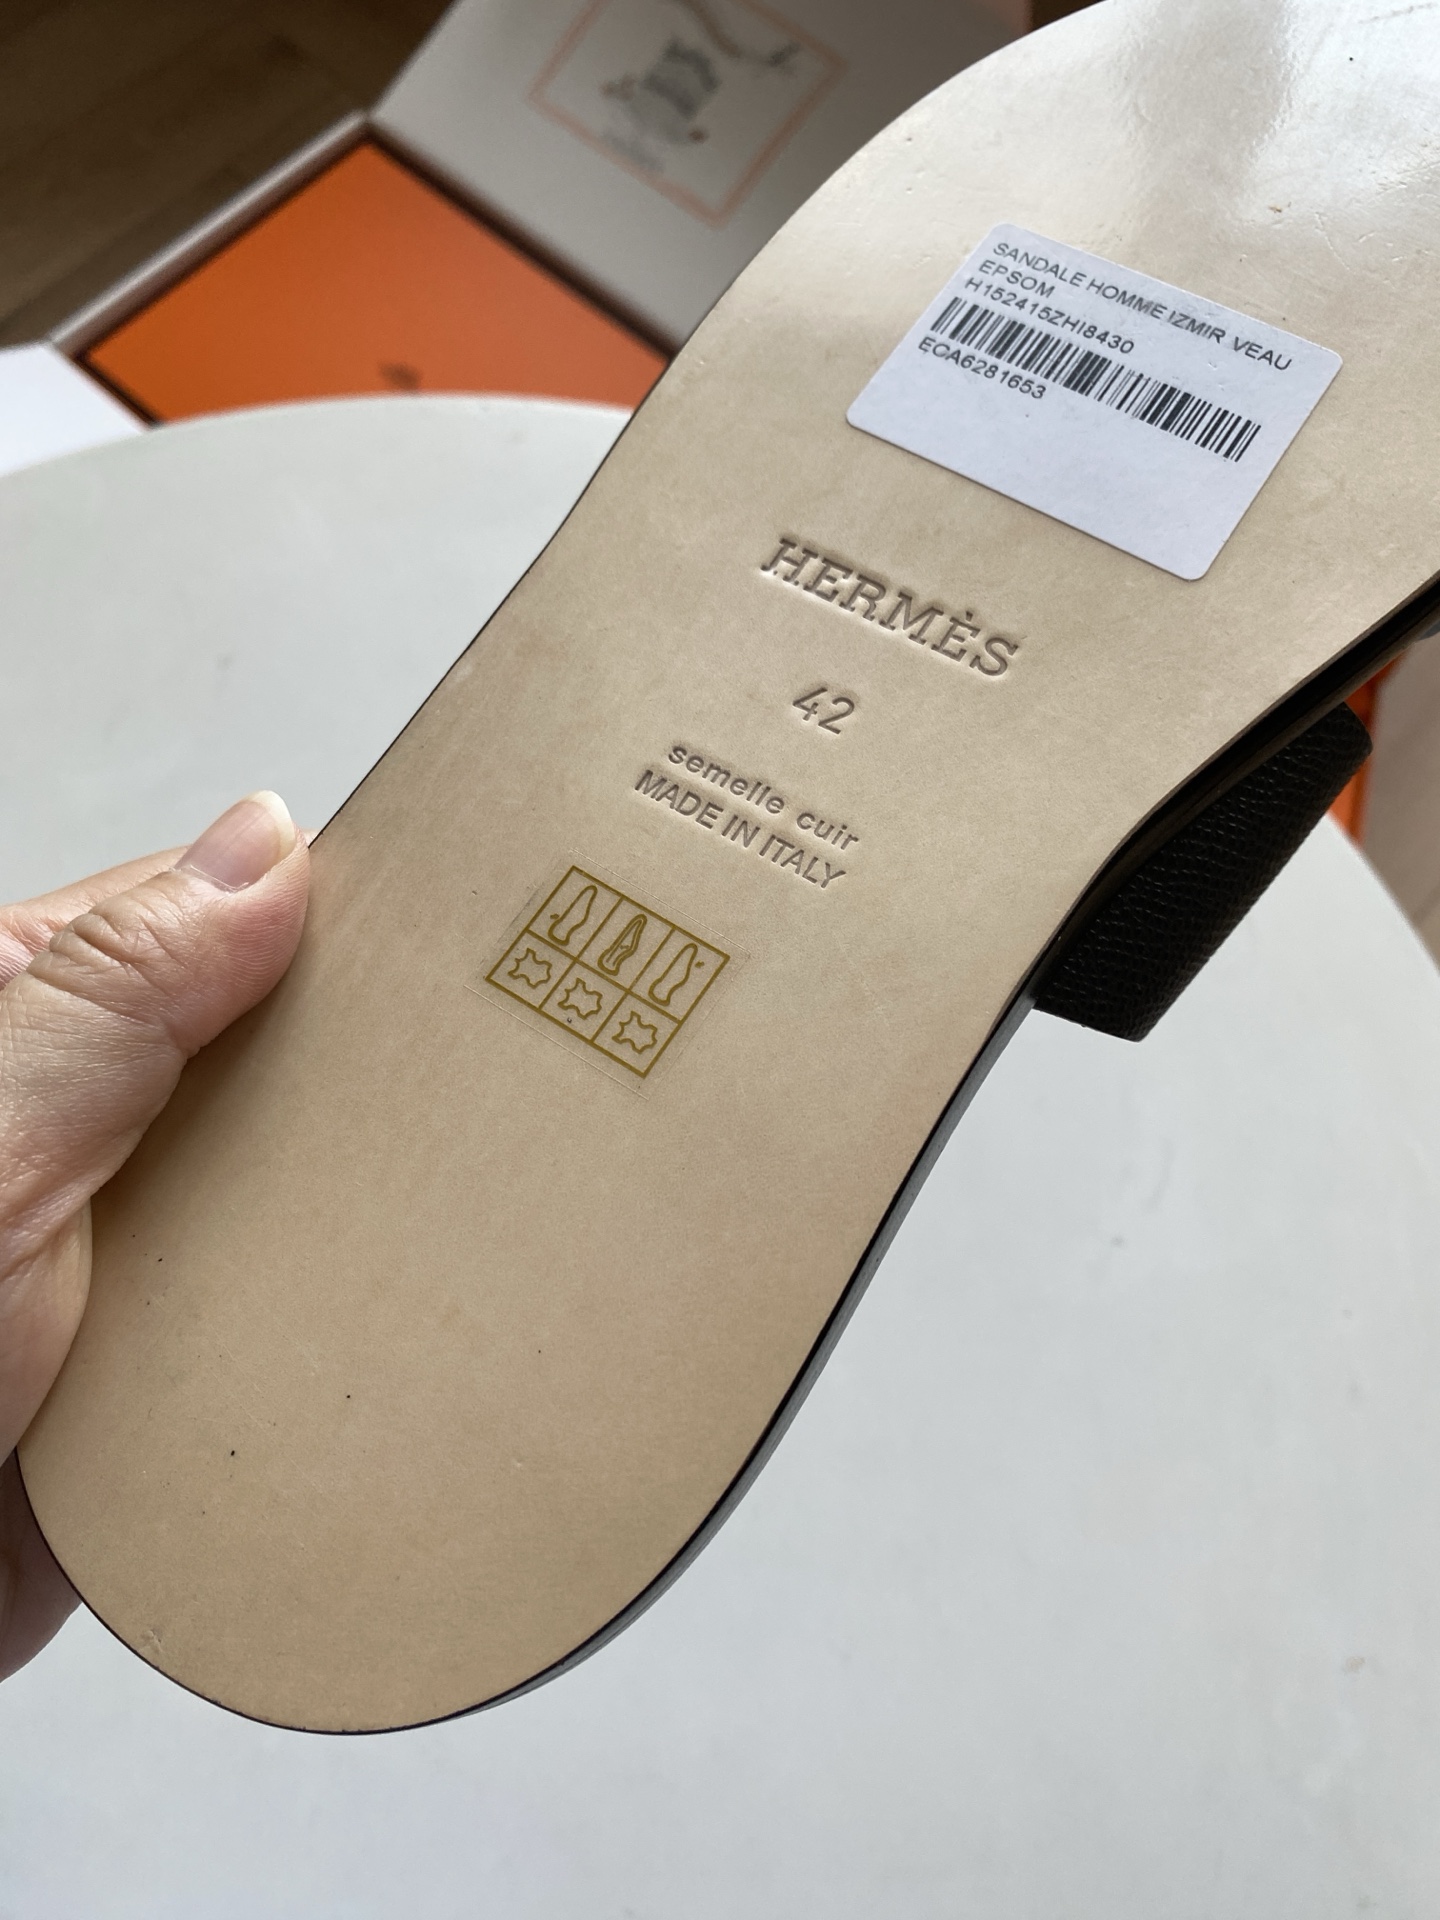 SANDALE HOMME IZMIR VEAU
EPSOM
H152415ZHI8430
ECA6281653
HERMÈS
42
semelle cuir
MADE IN ITALY